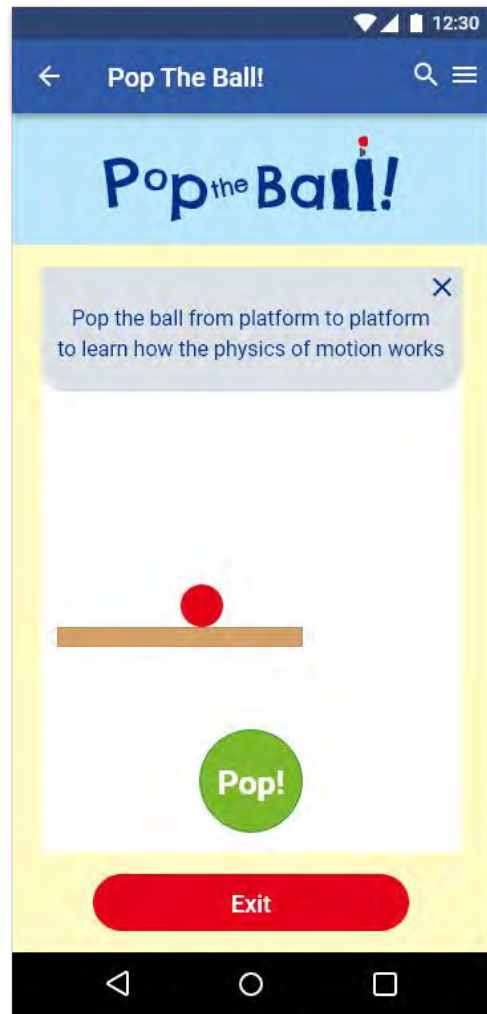 12:30
Pop The Ball!
Pop the Ball!
Pop the ball from platform to platform
to learn how the physics of motion works
Pop!
Exit